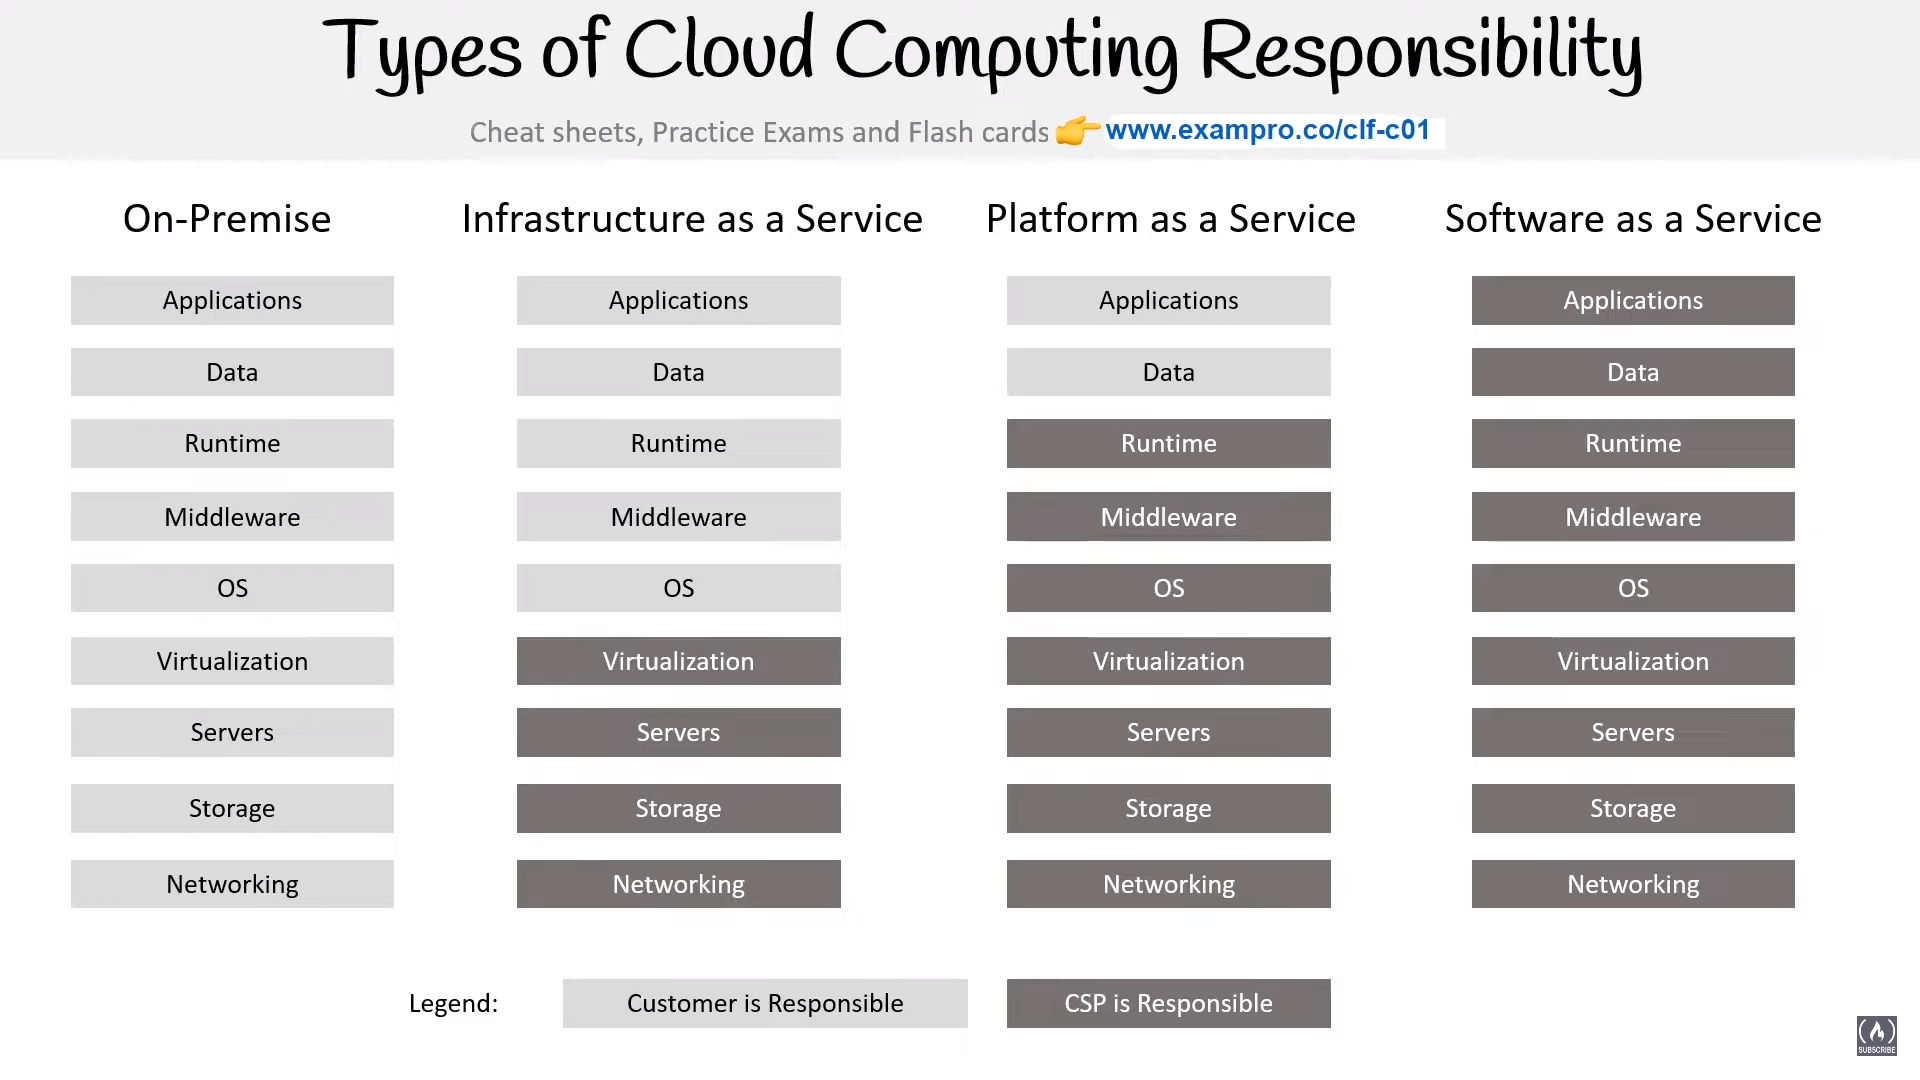 Types of Cloud Computing Responsibility
Cheat sheets, Practice Exams and Flash cards 👉 www.exampro.co/clf-c01
On-Premise
Applications
Data
Runtime
Middleware
OS
Virtualization
Servers
Storage
Networking
Infrastructure as a Service
Applications
Data
Runtime
Middleware
OS
Virtualization
Servers
Storage
Networking
Platform as a Service
Applications
Data
Runtime
Middleware
OS
Virtualization
Servers
Storage
Networking
Software as a Service
Applications
Data
Runtime
Middleware
OS
Virtualization
Servers
Storage
Networking
Legend:
Customer is Responsible
CSP is Responsible
SUBSCRIBE